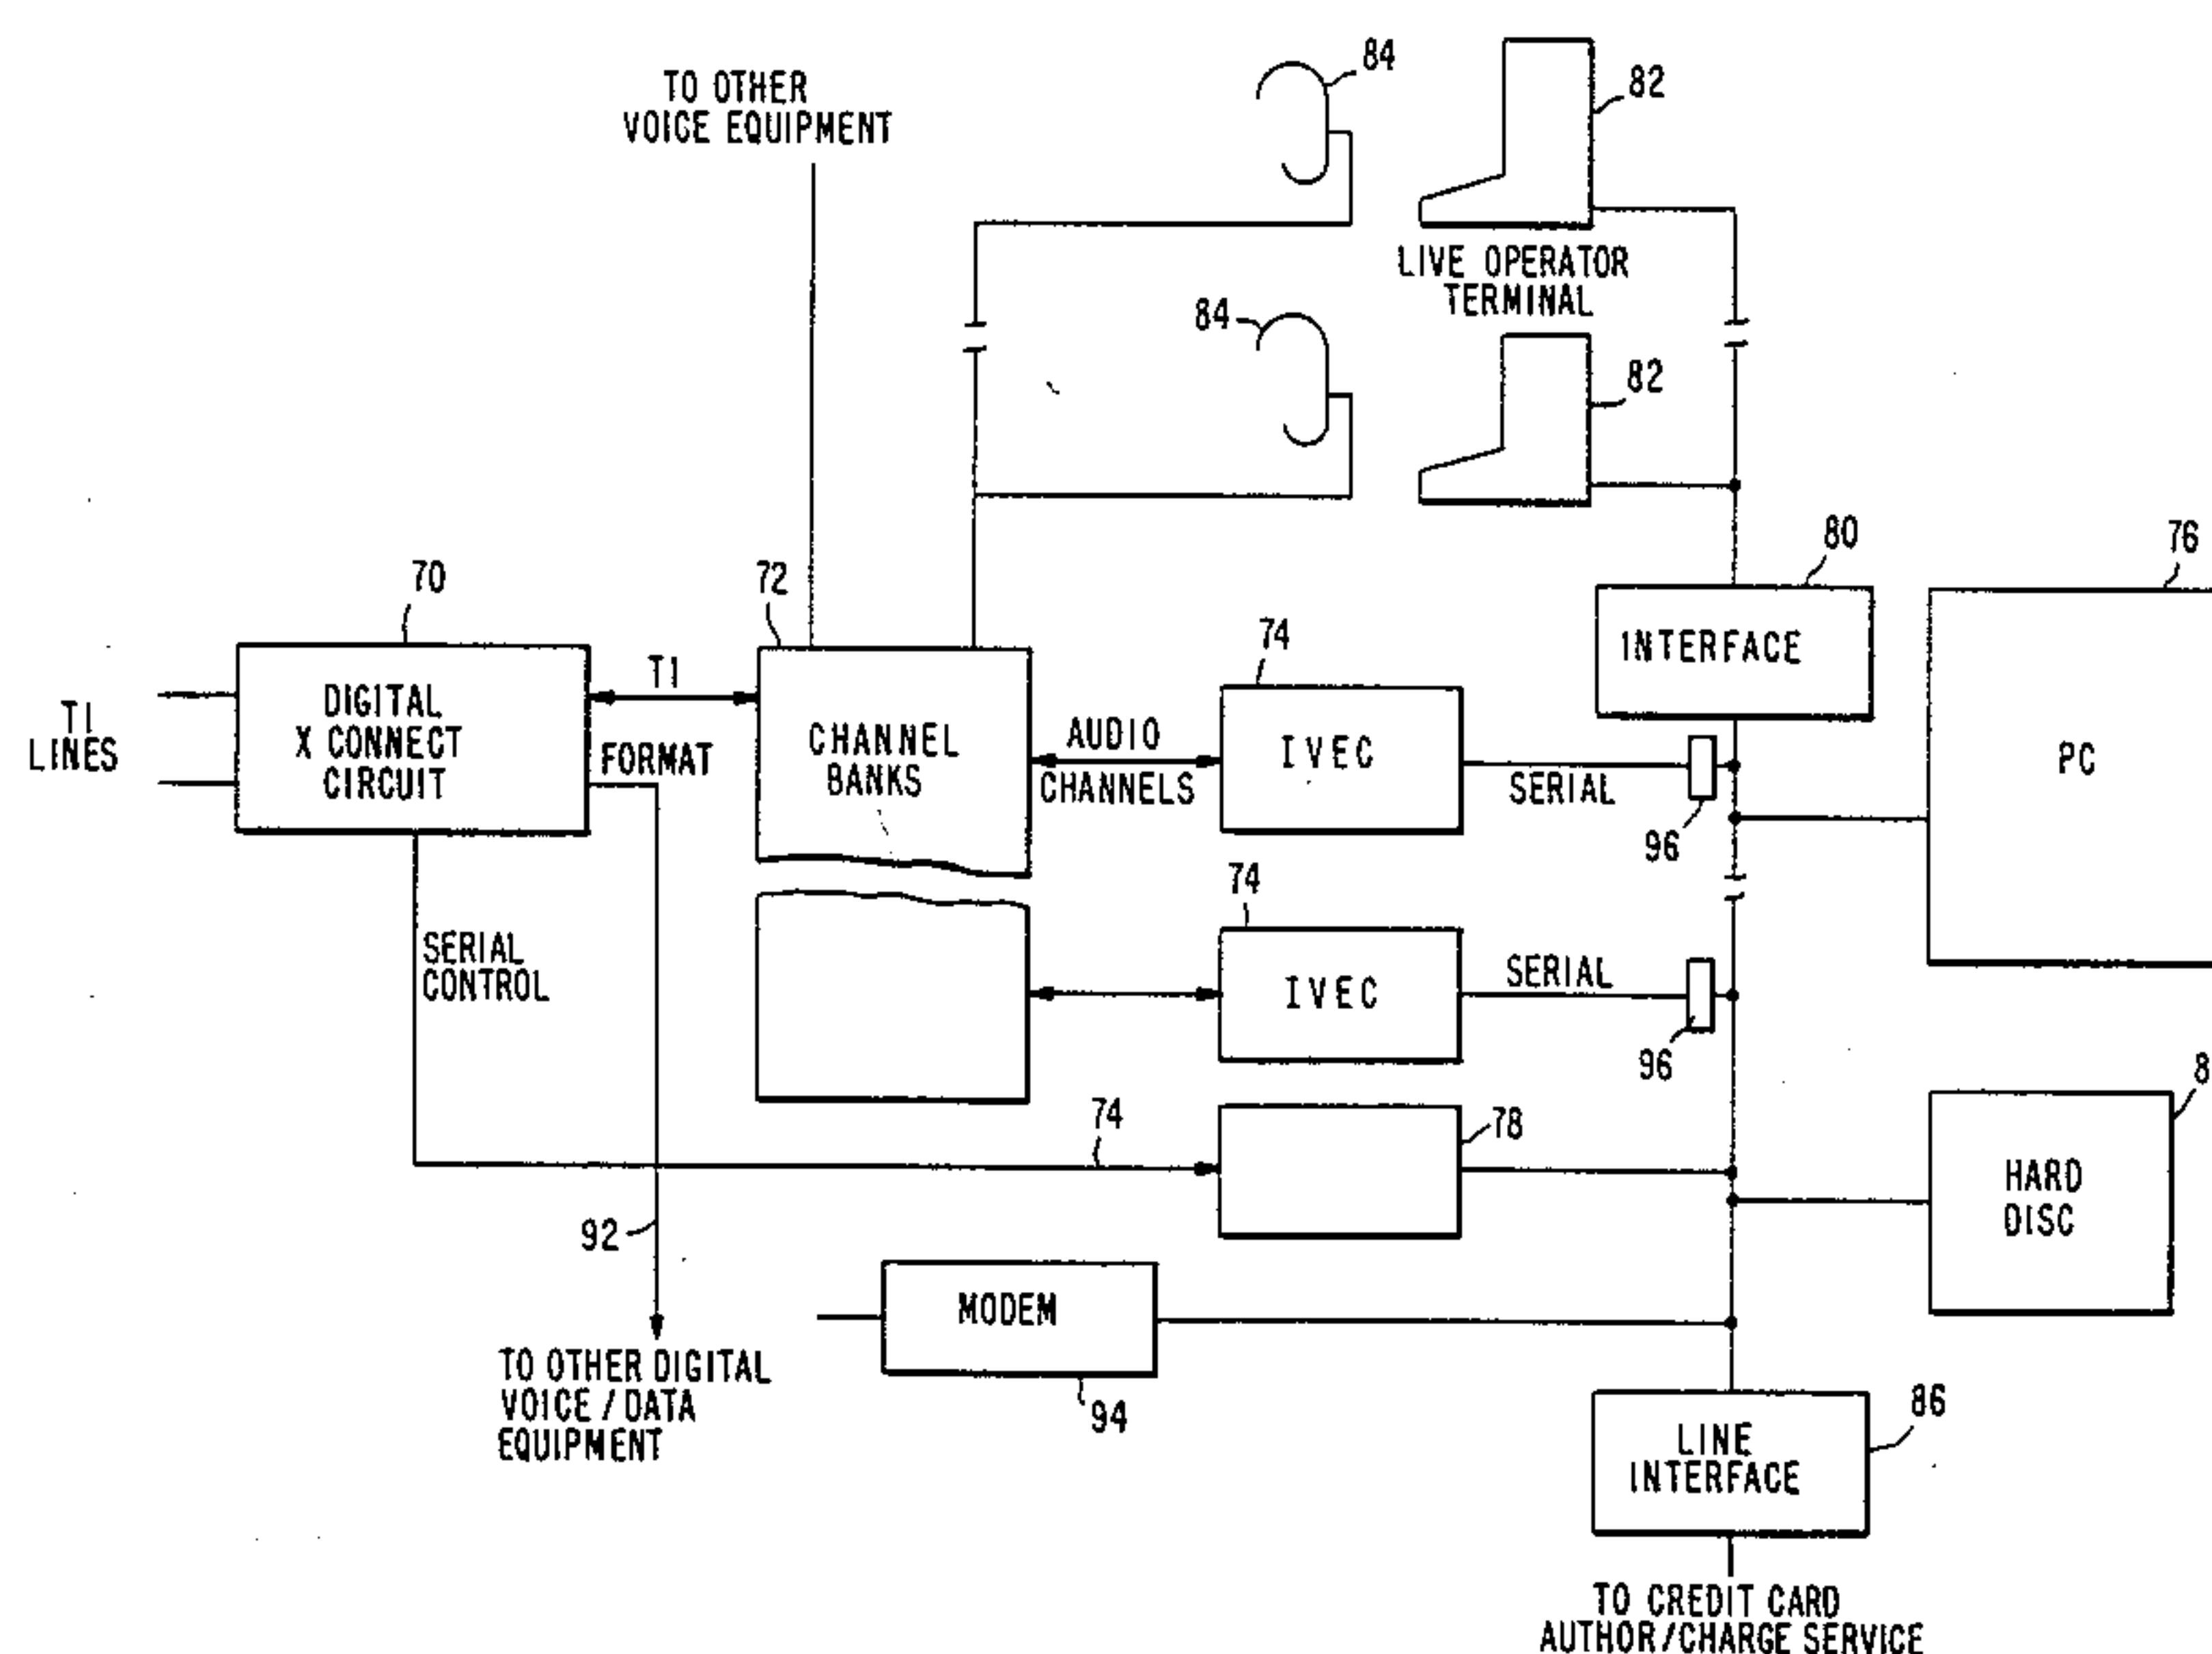 TO OTHER
VOICE EQUIPMENT
84
82
LIVE OPERATOR
TERMINAL
84
82
80
76
70
72
74
INTERFACE
PC
T1
LINES
DIGITAL
X CONNECT
CIRCUIT
T1
FORMAT
CHANNEL
BANKS
AUDIO
CHANNELS
IVEC
SERIAL
96
74
SERIAL
CONTROL
IVEC
SERIAL
96
74
78
8
HARD
DISC
92
MODEM
94
TO OTHER DIGITAL
VOICE / DATA
EQUIPMENT
86
LINE
INTERFACE
TO CREDIT CARD
AUTHOR/CHARGE SERVICE